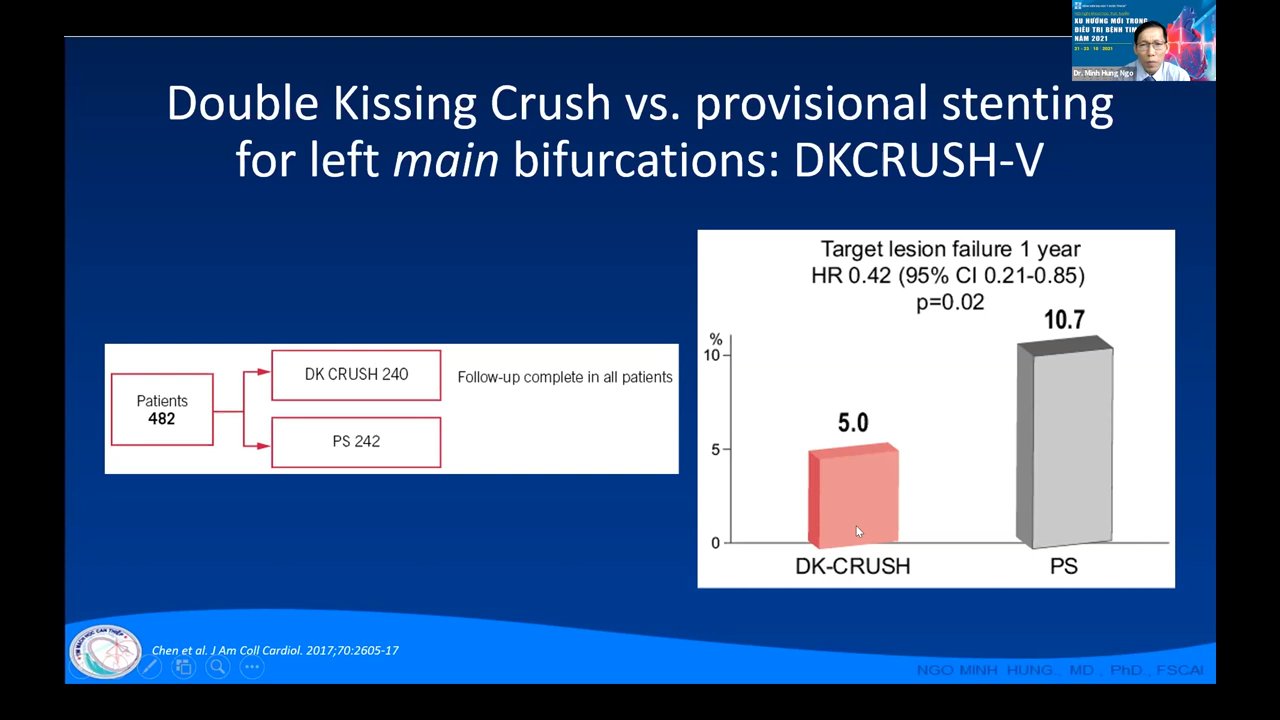 XU HƯỚNG MỚI TRONG
ĐIỀU TRỊ BỆNH TIM
NĂM 2021
21 - 23 | 10 | 2021
Dr. Minh Hung Ngo
Double Kissing Crush vs. provisional stenting
for left main bifurcations: DKCRUSH-V
Patients
482
DK CRUSH 240
PS 242
Follow-up complete in all patients
Target lesion failure 1 year
HR 0.42 (95% CI 0.21-0.85)
p=0.02
%
10
5
0
5.0
10.7
DK-CRUSH
PS
Chen et al. J Am Coll Cardiol. 2017;70:2605-17
NGO MINH HUNG., MD., PhD., FSCAI